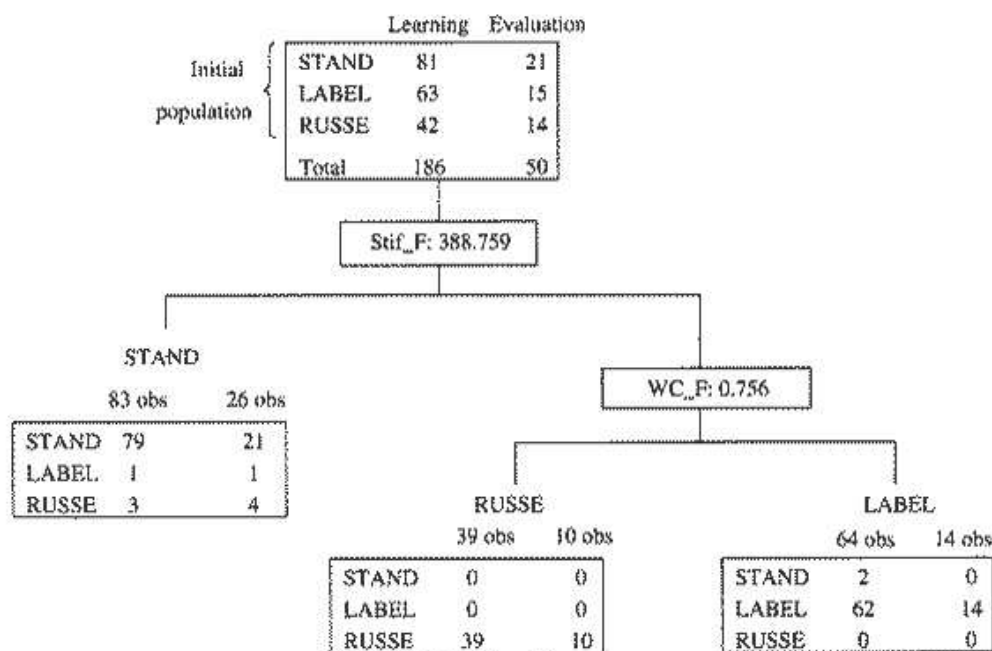 Learning Evaluation
Initial
population
STAND 81 21
LABEL 63 15
RUSSE 42 14
Total 186 50
Stif_F: 388.759
STAND
83 obs 26 obs
STAND 79 21
LABEL 1 1
RUSSE 3 4
WC_F: 0.756
RUSSE
39 obs 10 obs
STAND 0 0
LABEL 0 0
RUSSE 39 10
LABEL
64 obs 14 obs
STAND 2 0
LABEL 62 14
RUSSE 0 0